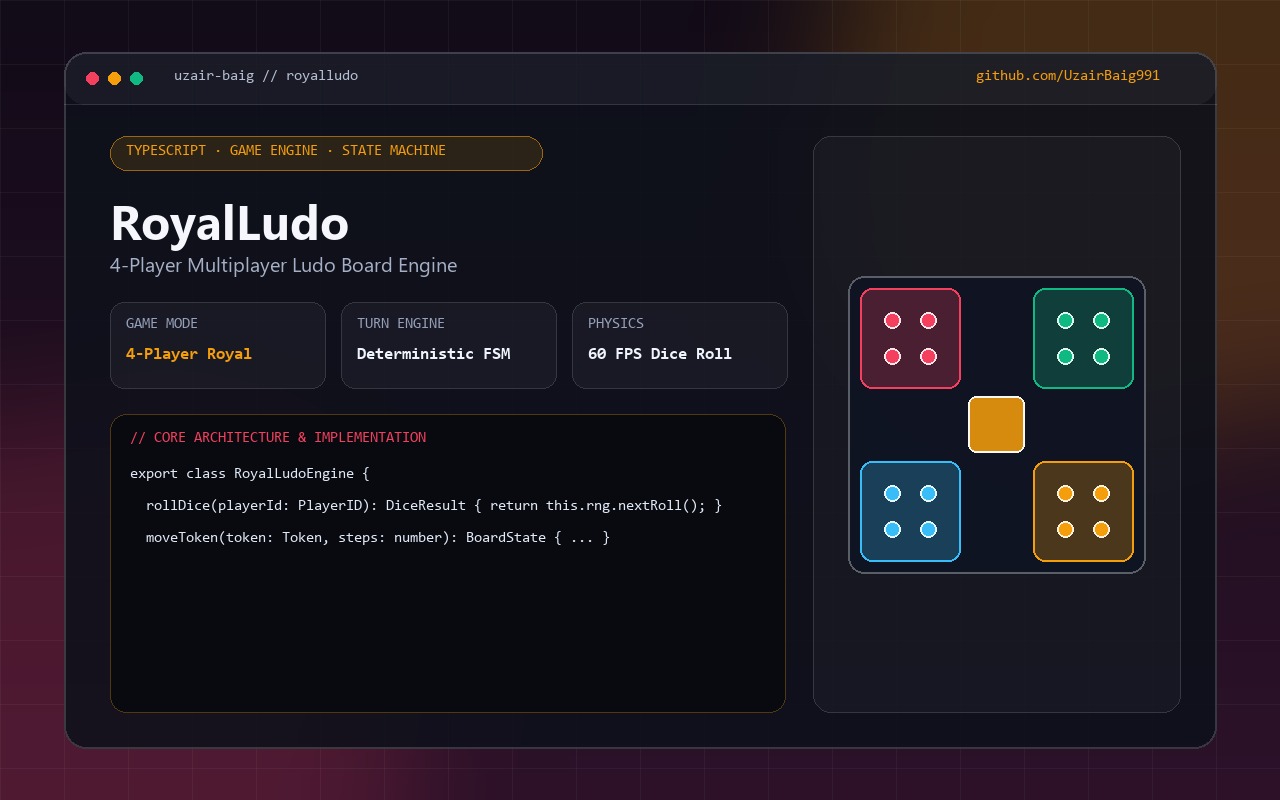 uzair-baig // royalludo
github.com/UzairBaig991
TYPESCRIPT · GAME ENGINE · STATE MACHINE
RoyalLudo
4-Player Multiplayer Ludo Board Engine
GAME MODE
4-Player Royal
TURN ENGINE
Deterministic FSM
PHYSICS
60 FPS Dice Roll
// CORE ARCHITECTURE & IMPLEMENTATION
export class RoyalLudoEngine {
  rollDice(playerId: PlayerID): DiceResult { return this.rng.nextRoll(); }
  moveToken(token: Token, steps: number): BoardState { ... }